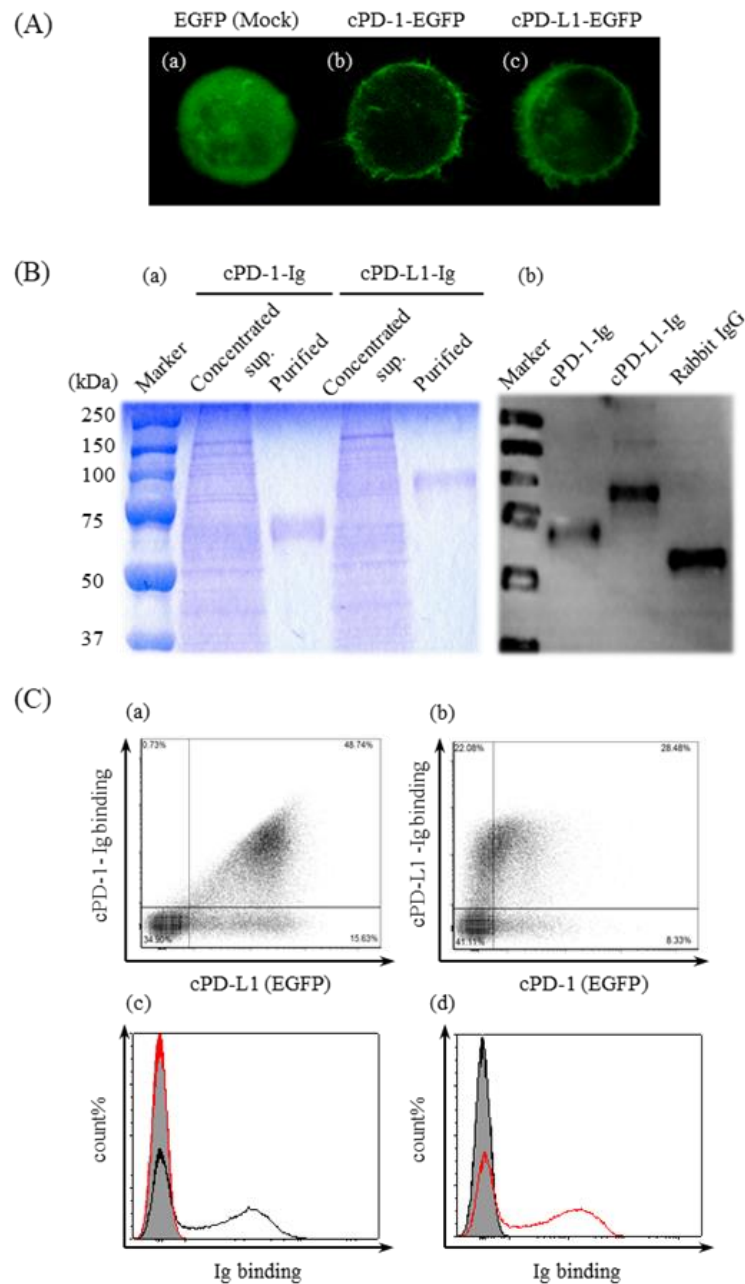 (A)
EGFP (Mock) cPD-1-EGFP cPD-L1-EGFP
(a) (b) (c)
(B)
(a) cPD-1-Ig cPD-L1-Ig (b)
(kDa) Marker Concentrated sup. Purified Concentrated sup. Purified Marker cPD-1-Ig cPD-L1-Ig Rabbit IgG
250
150
100
75
50
37
(C)
(a) (b)
0.73% 48.74% 22.08% 28.48%
cPD-1 - Ig binding cPD-L1 -Ig binding
34.90% 15.63% 41.11% 8.33%
cPD-L1 (EGFP) cPD-1 (EGFP)
(c) (d)
count% count%
Ig binding Ig binding